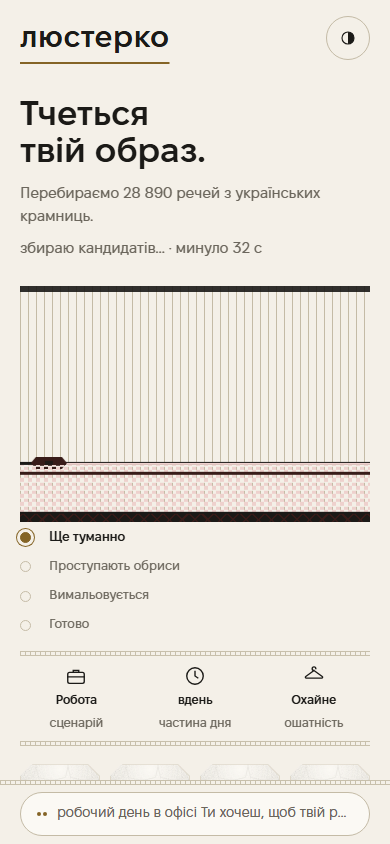 люстерко
Тчеться
твій образ.
Перебираємо 28 890 речей з українських
крамниць.
збираю кандидатів... · минуло 32 с
Ще туманно
Проступають обриси
Вимальовується
Готово
Робота
вдень
Охайне
сценарій
частина дня
ошатність
робочий день в офісі Ти хочеш, щоб твій р...